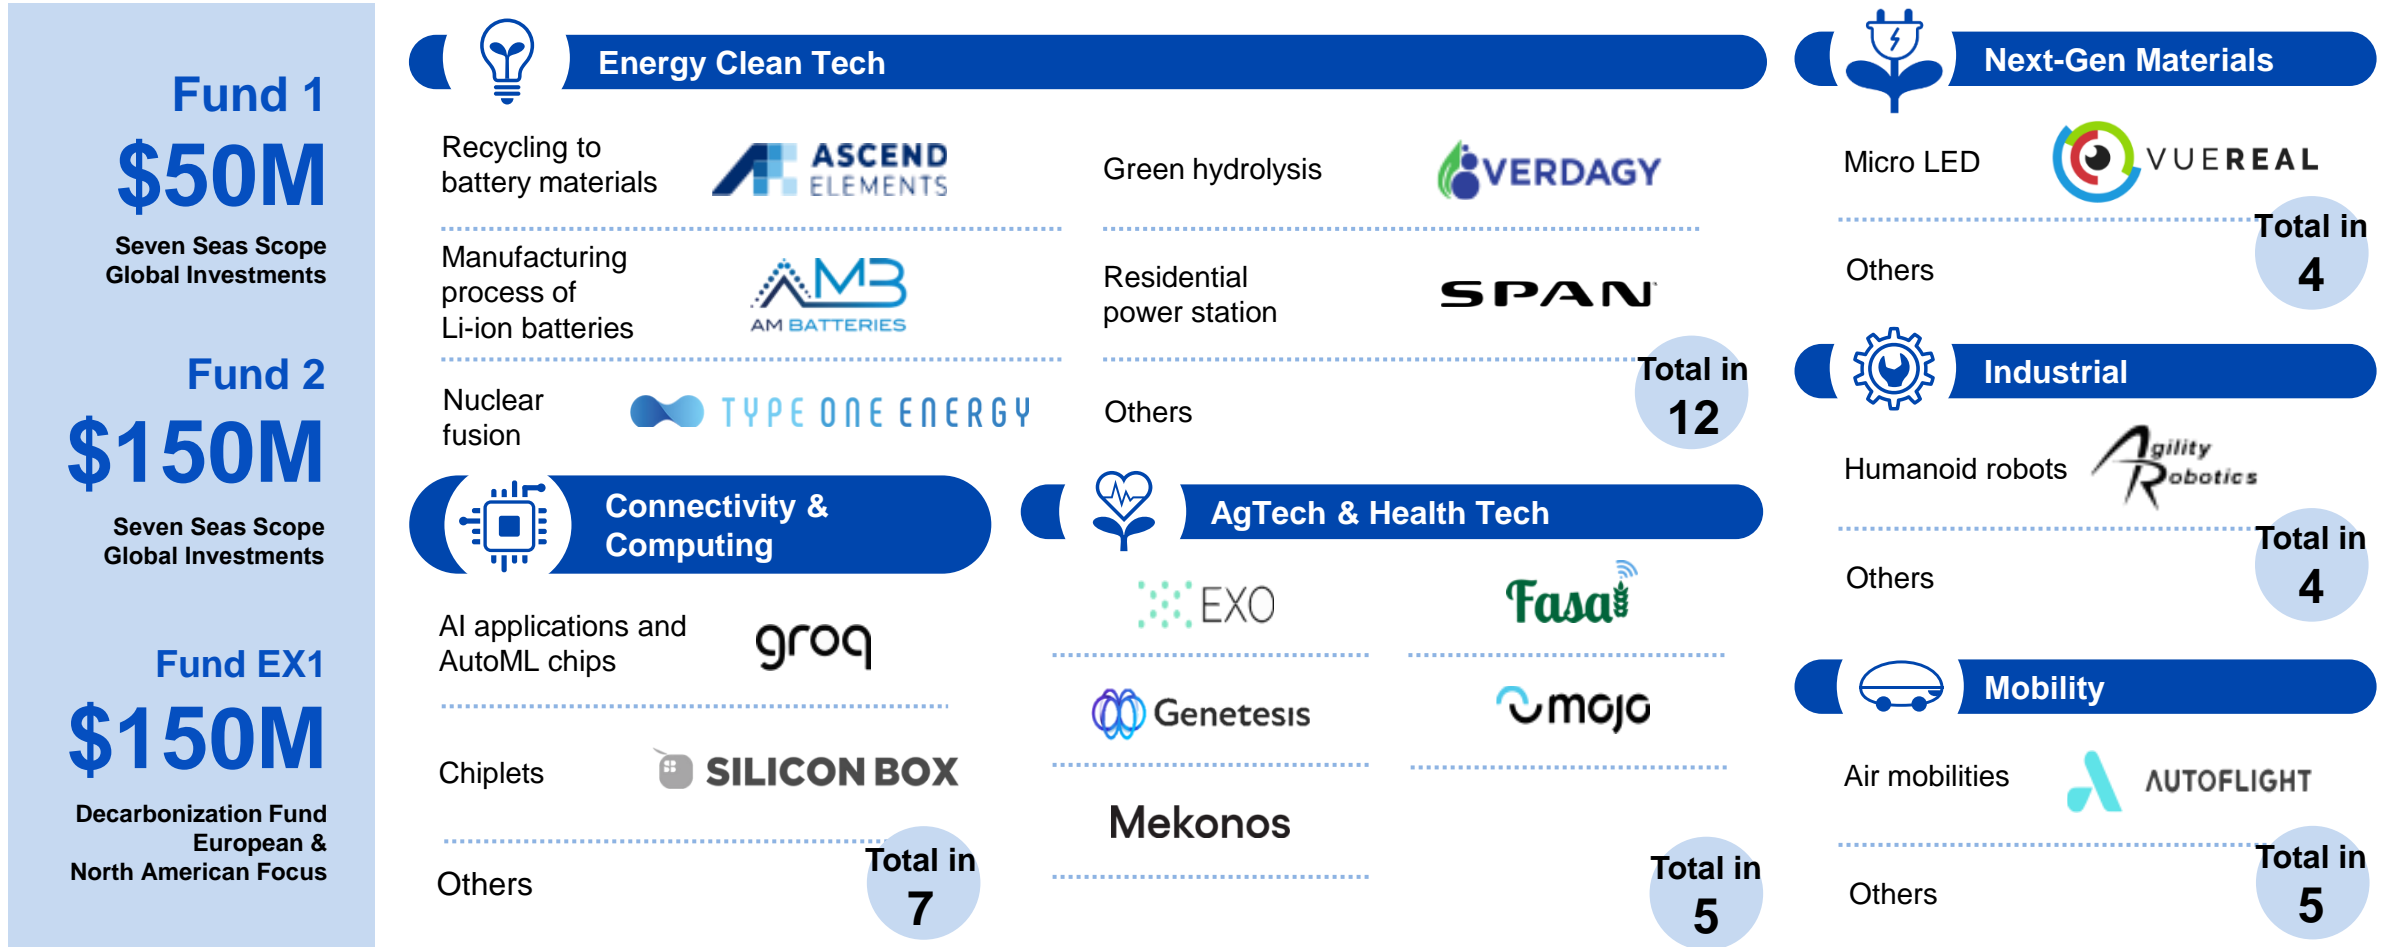 Fund 1
$50M
Seven Seas Scope
Global Investments
Fund 2
$150M
Seven Seas Scope
Global Investments
Fund EX1
$150M
Decarbonization Fund
European &
North American Focus
Energy Clean Tech
Recycling to
battery materials
ASCEND
ELEMENTS
Manufacturing
process of
Li-ion batteries
AMB
AM BATTERIES
Nuclear
fusion
TYPE ONE ENERGY
Green hydrolysis
VERDAGY
Residential
power station
SPAN
Others
Total in
12
Connectivity &
Computing
AI applications and
AutoML chips
groq
Chiplets
SILICON BOX
Others
Total in
7
AgTech & Health Tech
EXO
Fasal
Genetesis
mojo
Mekonos
Total in
5
Next-Gen Materials
Micro LED
VUEREAL
Others
Total in
4
Industrial
Humanoid robots
Agility
Robotics
Others
Total in
4
Mobility
Air mobilities
AUTOFLIGHT
Others
Total in
5